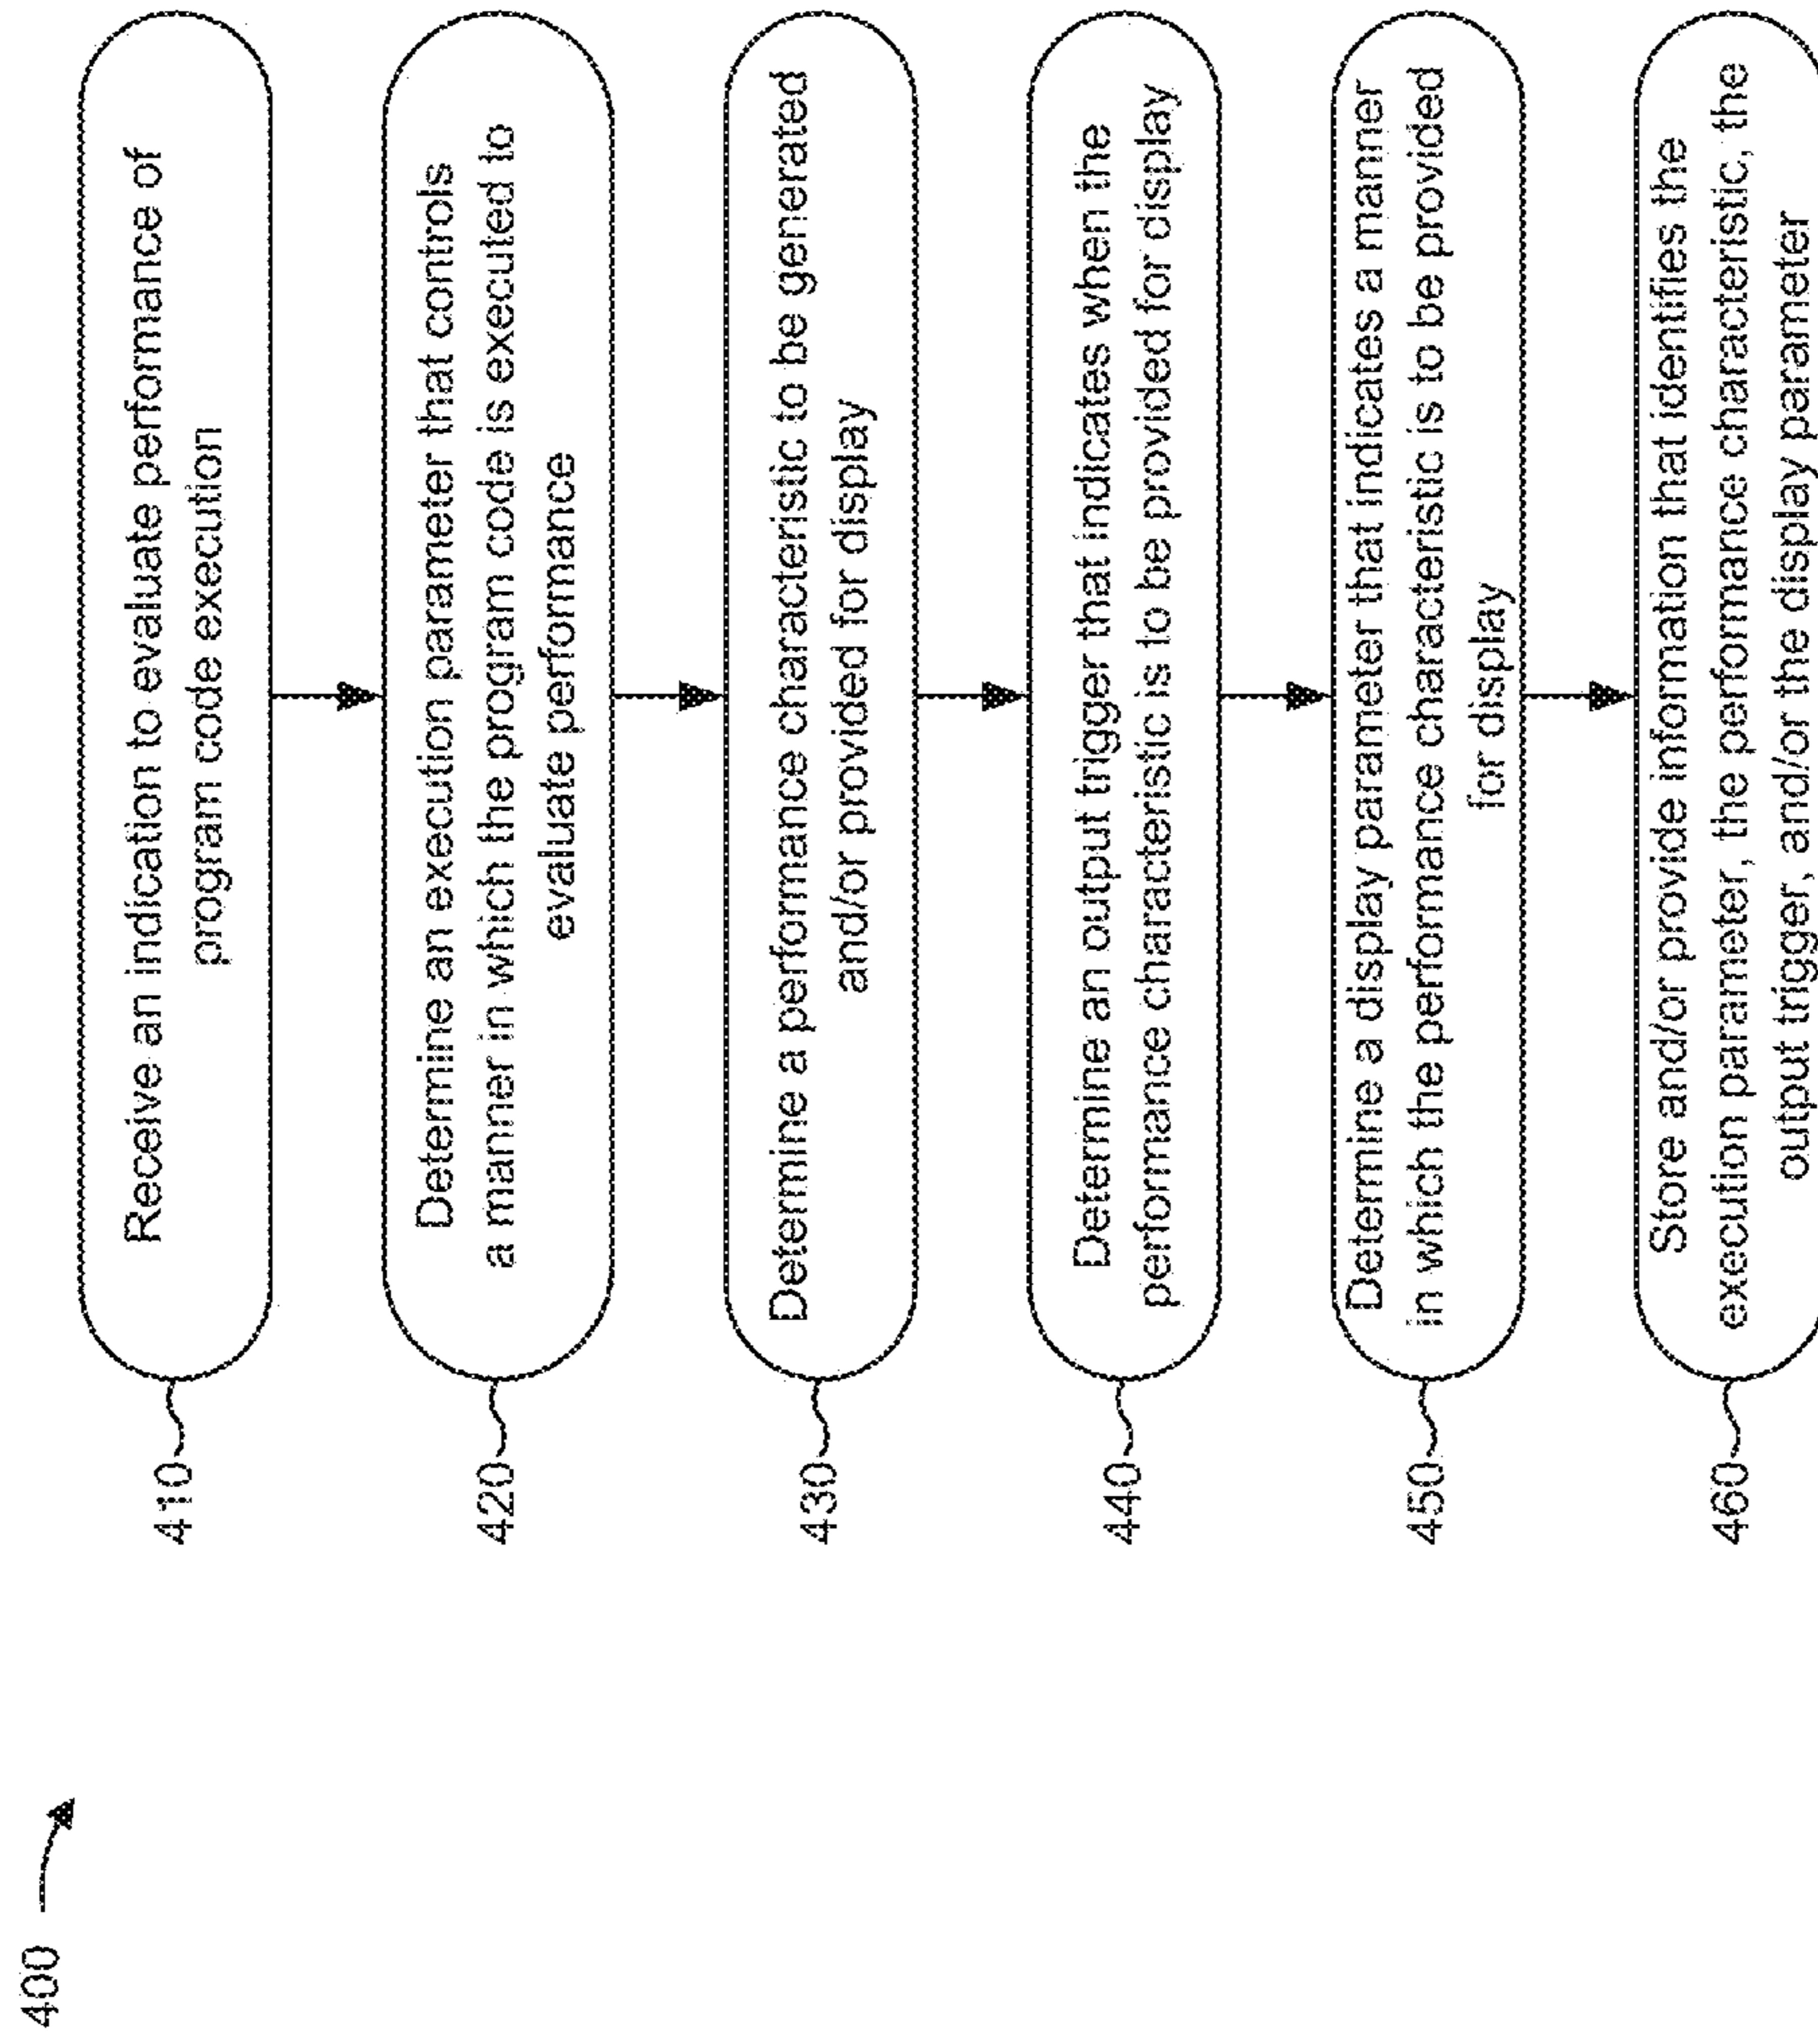 400
410
Receive an indication to evaluate performance of
program code execution
420
Determine an execution parameter that controls
a manner in which the program code is executed to
evaluate performance
430
Determine a performance characteristic to be generated
and/or provided for display
440
Determine an output trigger that indicates when the
performance characteristic is to be provided for display
450
Determine a display parameter that indicates a manner
in which the performance characteristic is to be provided
for display
460
Store and/or provide information that identifies the
execution parameter, the performance characteristic, the
output trigger, and/or the display parameter